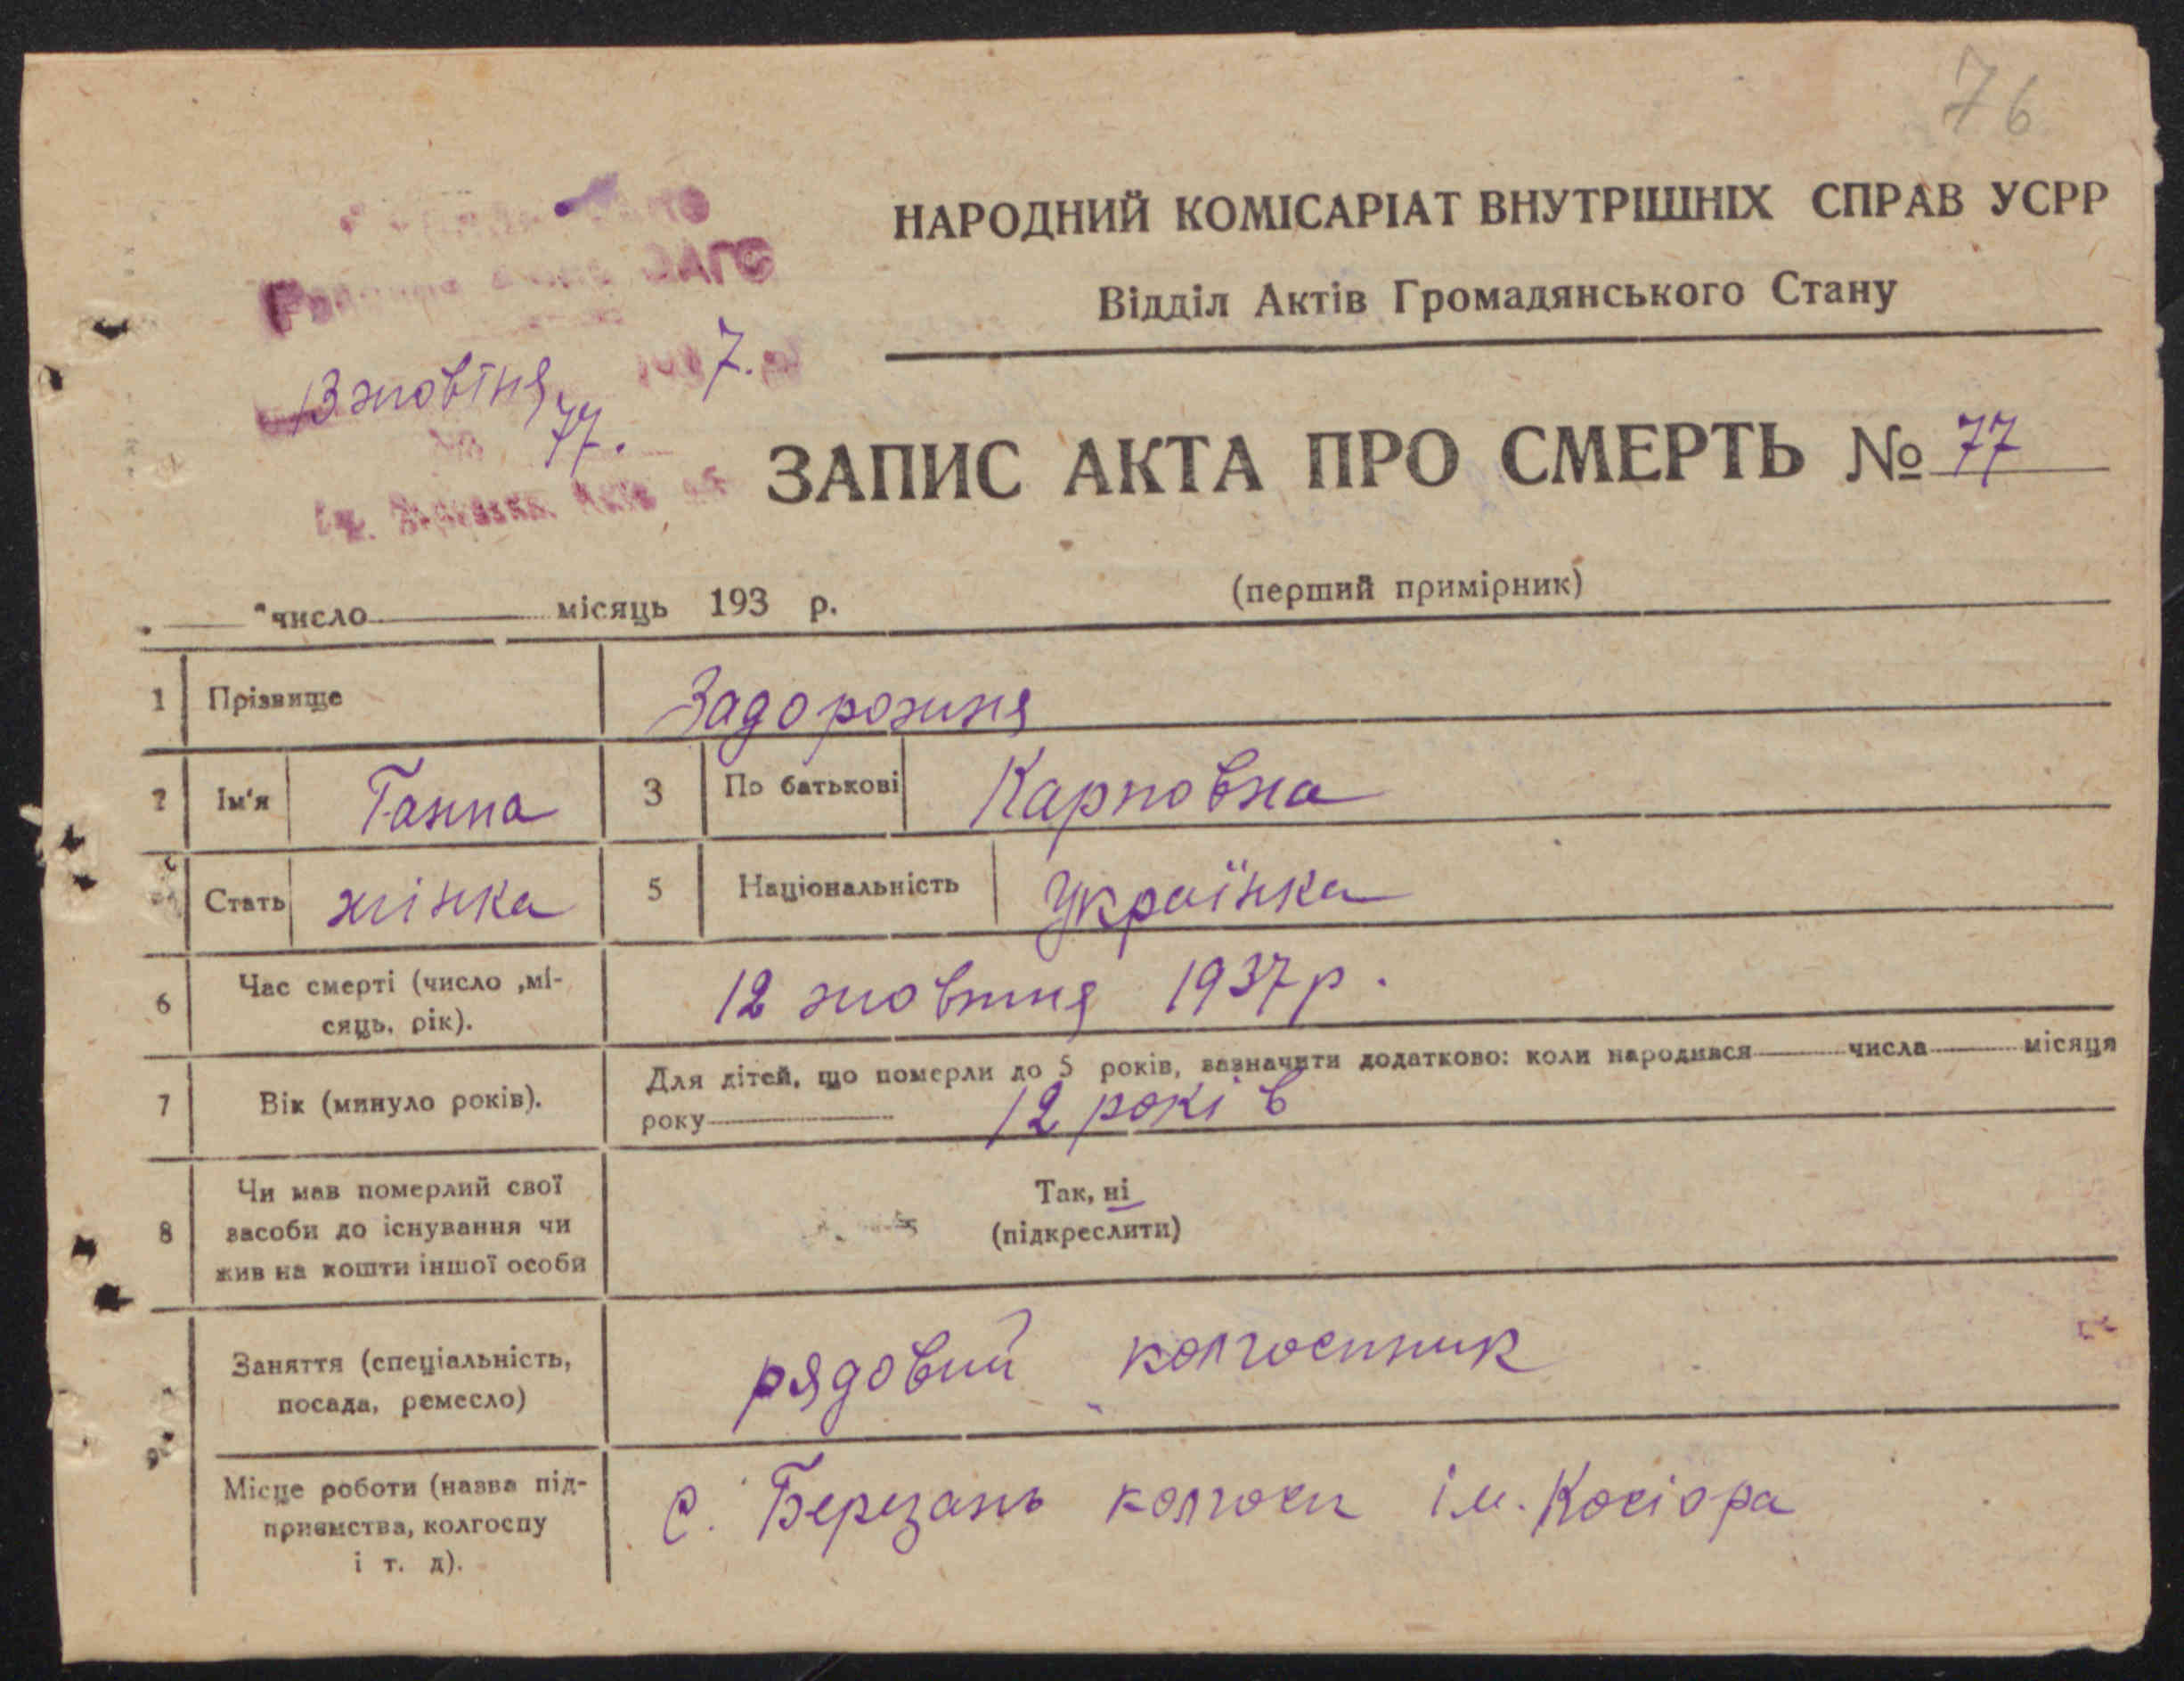 76
НАРОДНИЙ КОМІСАРІАТ ВНУТРІШНІХ СПРАВ УСРР
Відділ Актів Громадянського Стану
ЗАГС
13 жовтня 1937.
№ 77.
ЗАПИС АКТА ПРО СМЕРТЬ № 77
(перший примірник)
" число місяць 193 р.
1 Прізвище Задорожня
2 Ім'я Ганна 3 По батькові Карповна
Стать жінка 5 Національність Українка
6 Час смерті (число ,мі-
сяць, рік). 12 жовтня 1937 р.
7 Вік (минуло років). Для дітей, що померли до 5 років, зазначити додатково: коли народився числа місяця
року 12 років
8 Чи мав померлий свої
засоби до існування чи
жив на кошти іншої особи
Так, ні
(підкреслити)
9 Заняття (спеціальність,
посада, ремесло) рядовий колгоспник
Місце роботи (назва під-
приємства, колгоспу
і т. д). с. Березань колгосп ім. Косіора